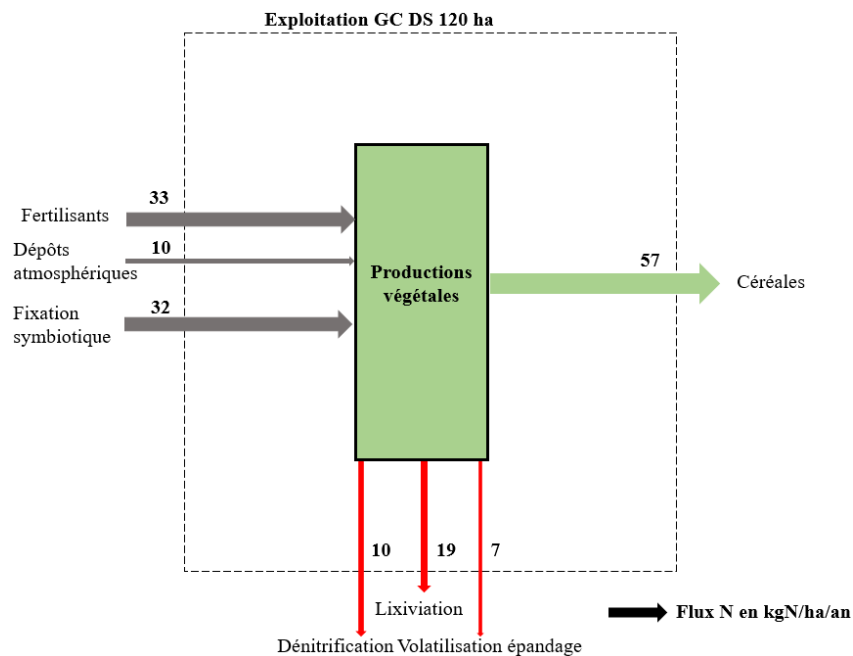 Exploitation GC DS 120 ha
33
Fertilisants
Dépôts
atmosphériques
10
Fixation
symbiotique
32
Productions
végétales
57
Céréales
10
19
7
Lixiviation
Dénitrification
Volatilisation épandage
Flux N en kgN/ha/an